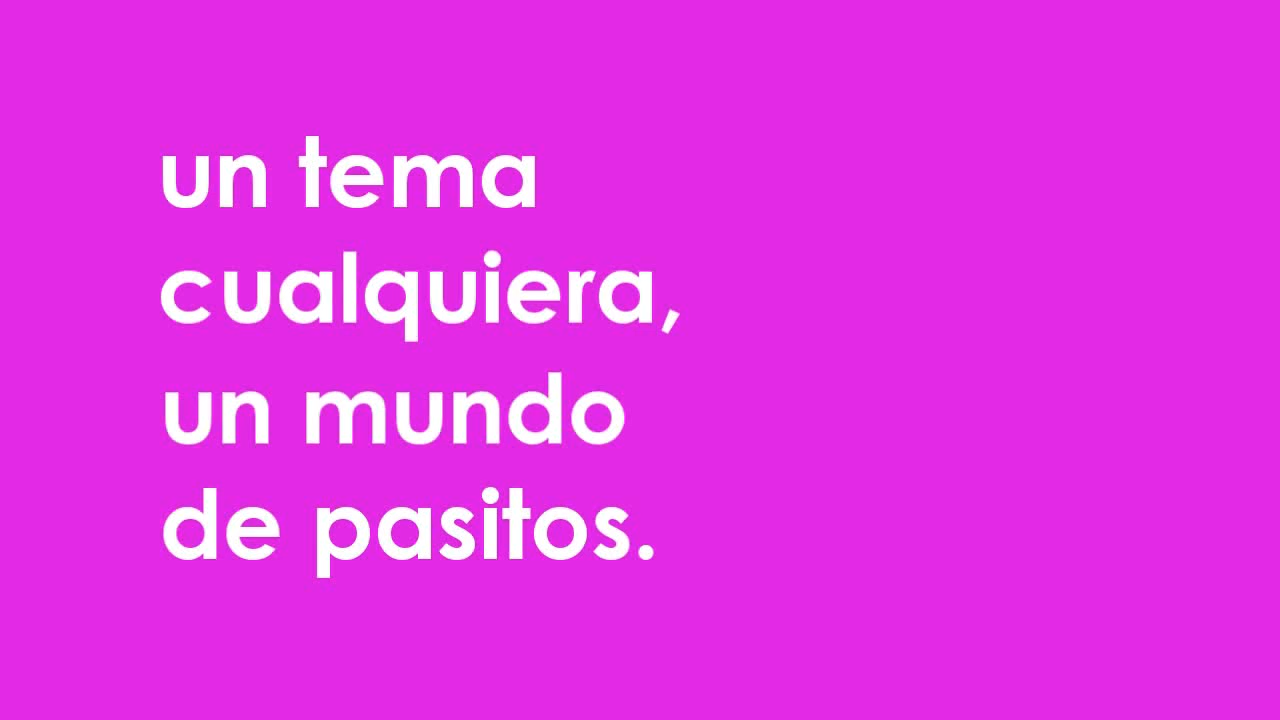 un tema
cualquiera,
un mundo
de pasitos.